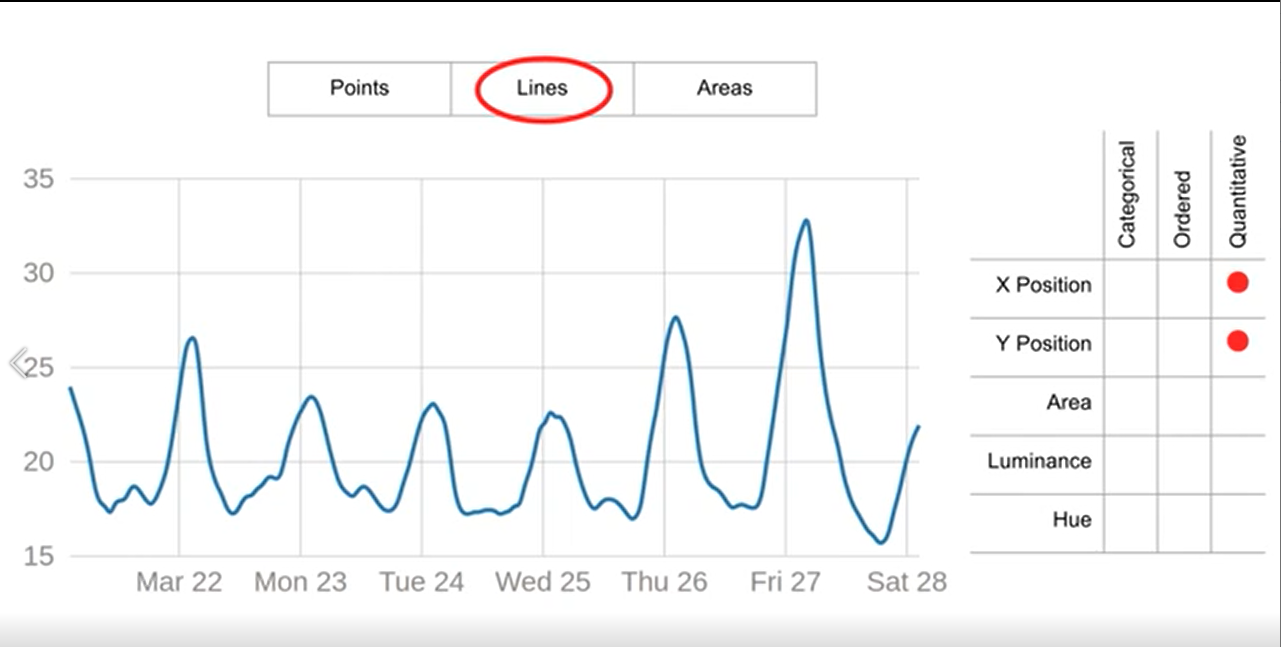 Points Lines Areas
35
30
25
20
15
Mar 22 Mon 23 Tue 24 Wed 25 Thu 26 Fri 27 Sat 28
Categorical Ordered Quantitative
X Position
Y Position
Area
Luminance
Hue